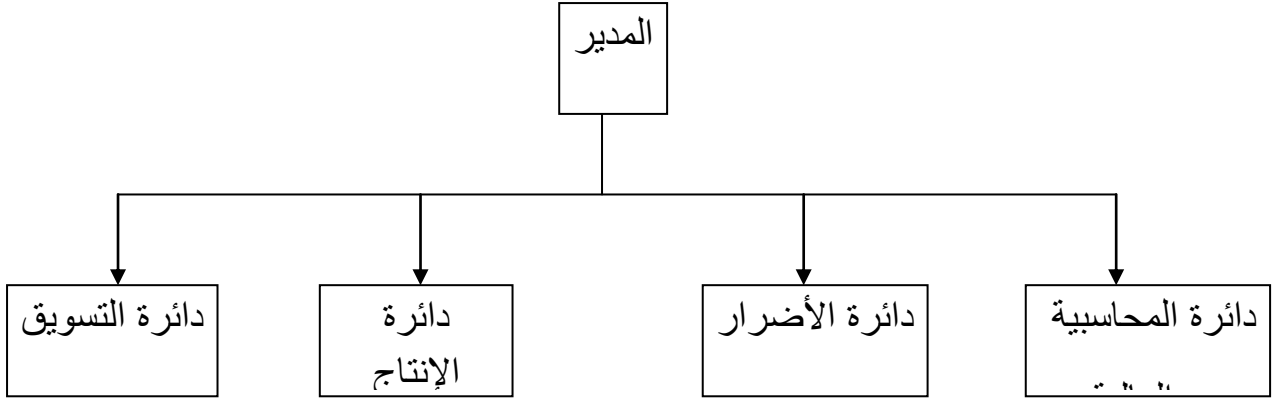 المدير
دائرة المحاسبية
دائرة الأضرار
دائرة
الإنتاج
دائرة التسويق